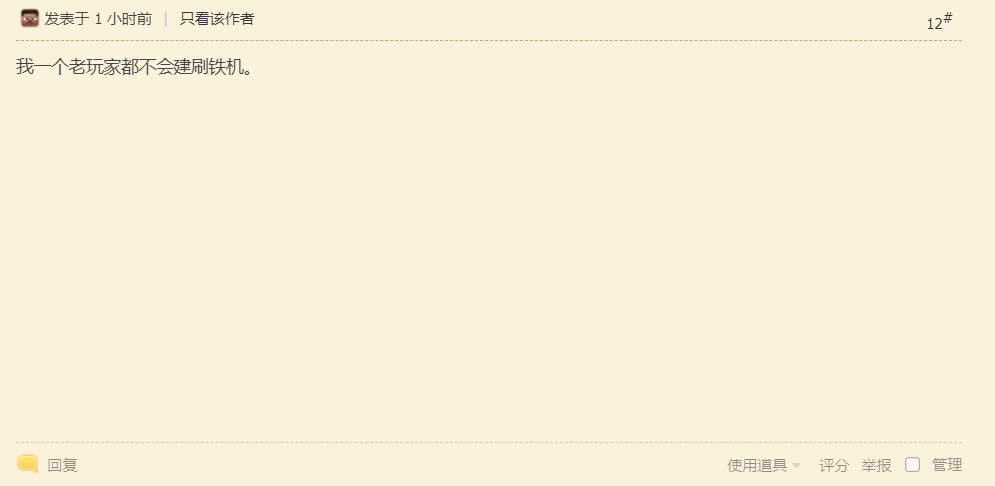 发表于 1 小时前 | 只看该作者
12#
我一个老玩家都不会建刷铁机。
回复
使用道具 评分 举报 管理